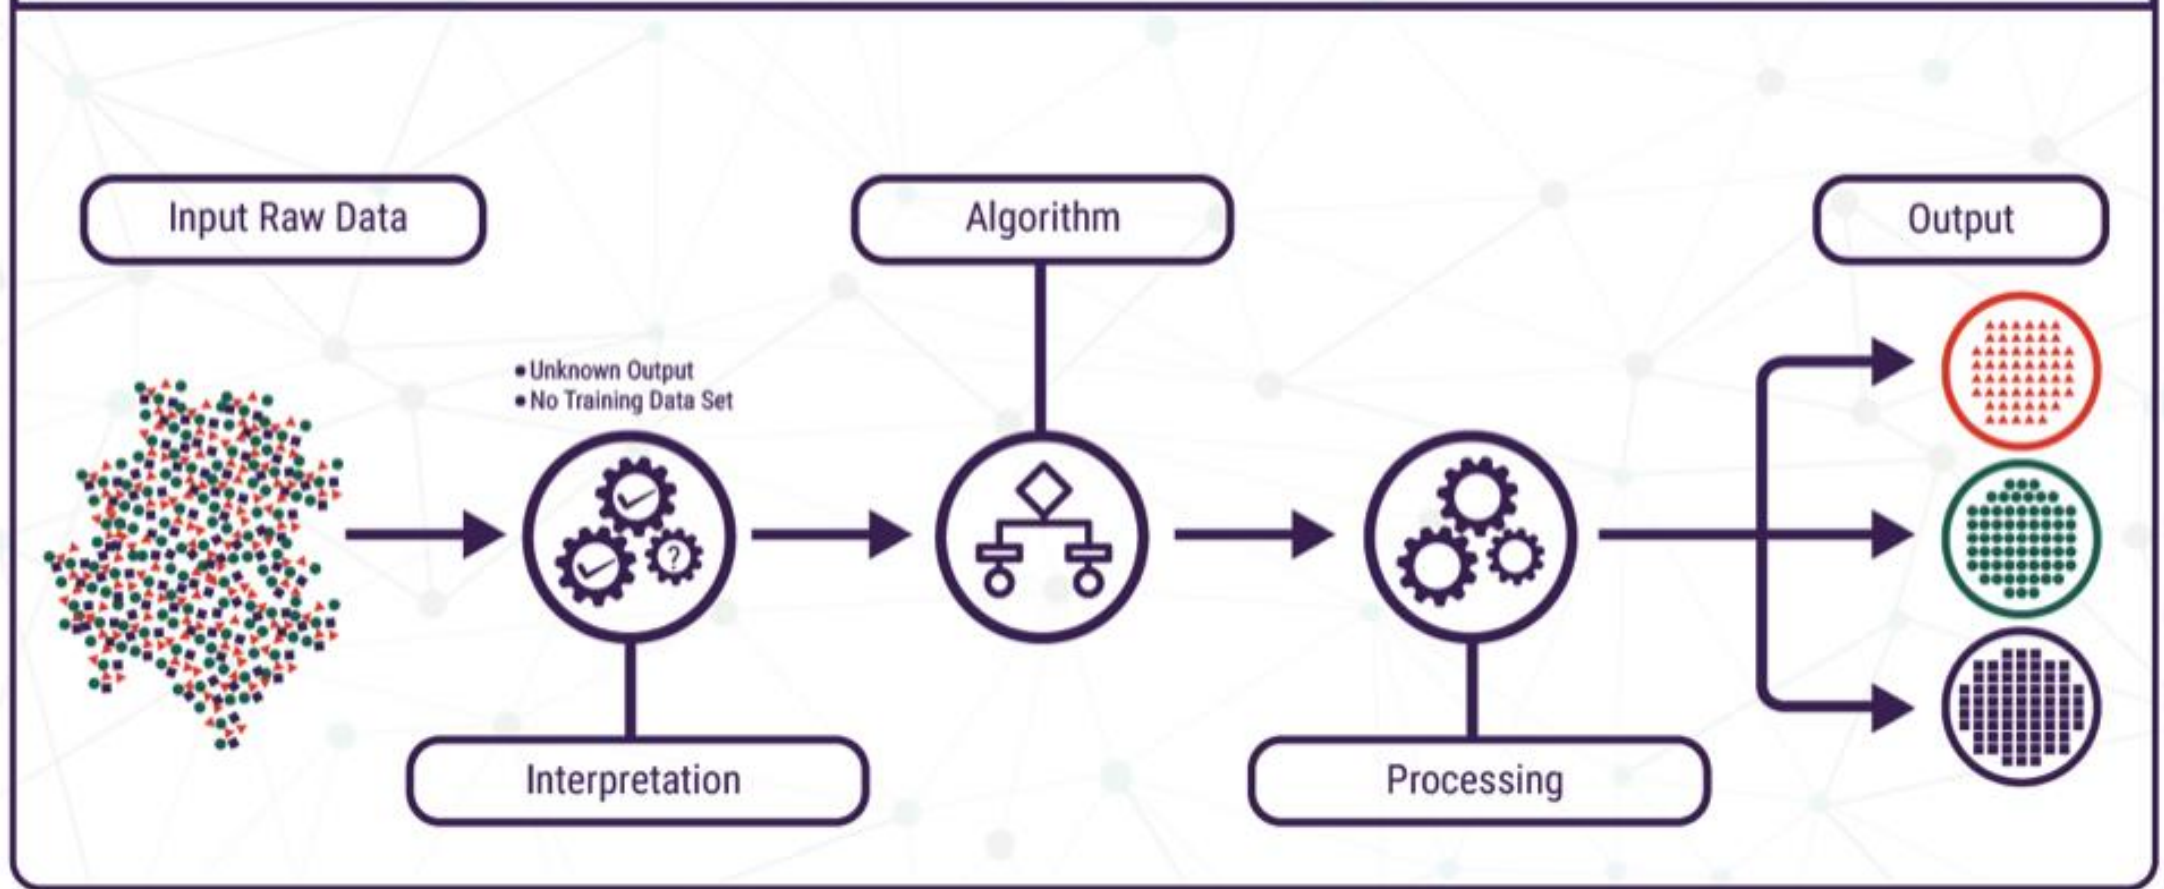 Input Raw Data
Algorithm
Output
• Unknown Output
• No Training Data Set
?
Interpretation
Processing